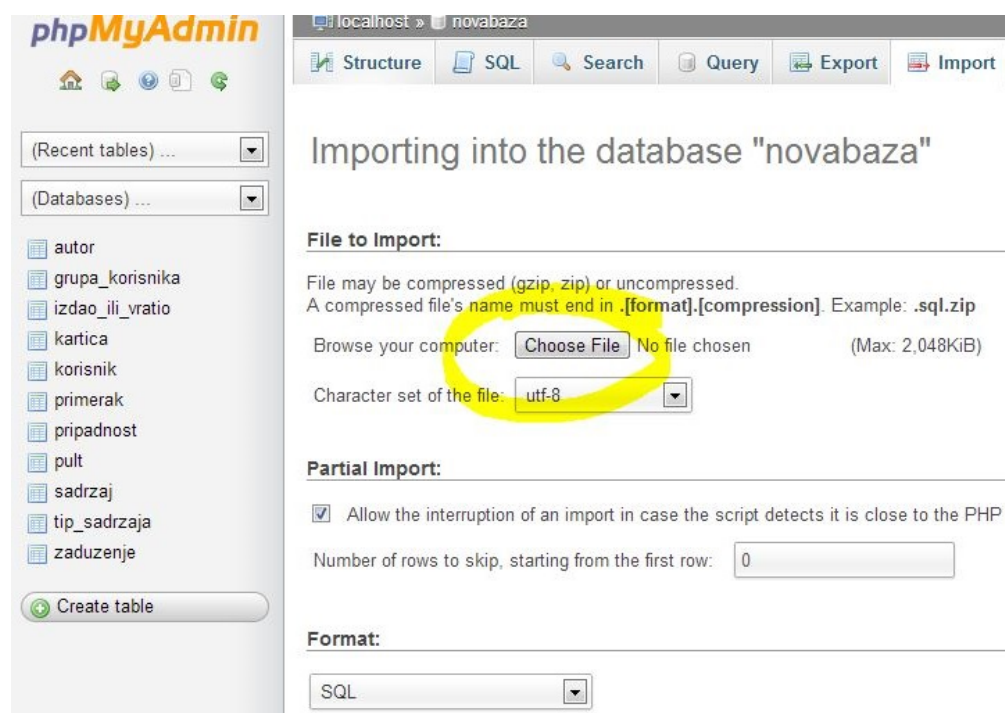 phpMyAdmin
localhost » novabaza
Structure SQL Search Query Export Import
(Recent tables) ...
(Databases) ...
autor
grupa_korisnika
izdao_ili_vratio
kartica
korisnik
primerak
pripadnost
pult
sadrzaj
tip_sadrzaja
zaduzenje
Create table
Importing into the database "novabaza"
File to Import:
File may be compressed (gzip, zip) or uncompressed.
A compressed file's name must end in .[format].[compression]. Example: .sql.zip
Browse your computer: Choose File No file chosen (Max: 2,048KiB)
Character set of the file: utf-8
Partial Import:
Allow the interruption of an import in case the script detects it is close to the PHP
Number of rows to skip, starting from the first row: 0
Format:
SQL